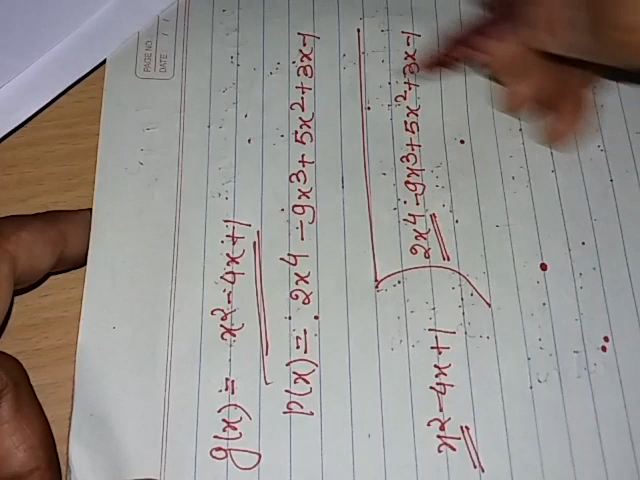 PAGE NO.
DATE: / /
g(x) = x2-4x+1
p(x) = 2x4-9x3+5x2+3x-1
x2-4x+1 ) 2x4-9x3+5x2+3x-1